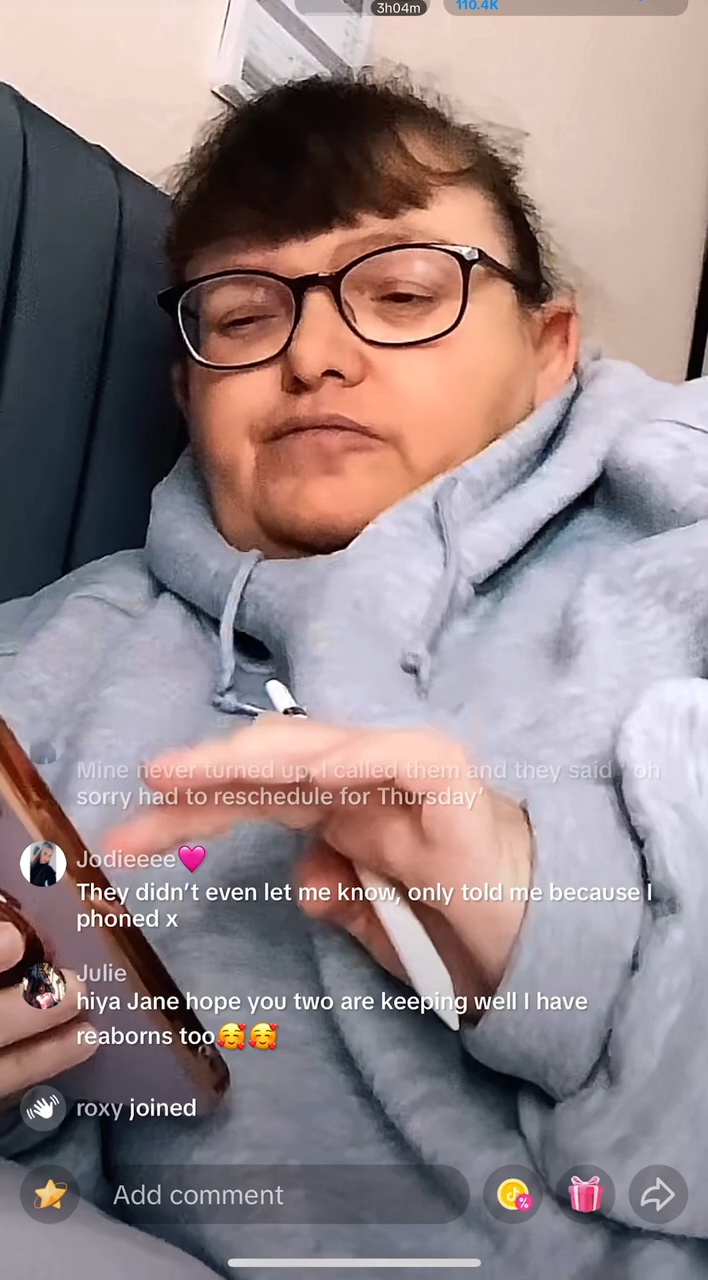 3h04m
110.4K
Mine never turned up, I called them and they said ' oh
sorry had to reschedule for Thursday'
Jodieeee🩷
They didn't even let me know, only told me because I
phoned x
Julie
hiya Jane hope you two are keeping well I have
reaborns too🥰🥰
roxy joined
Add comment